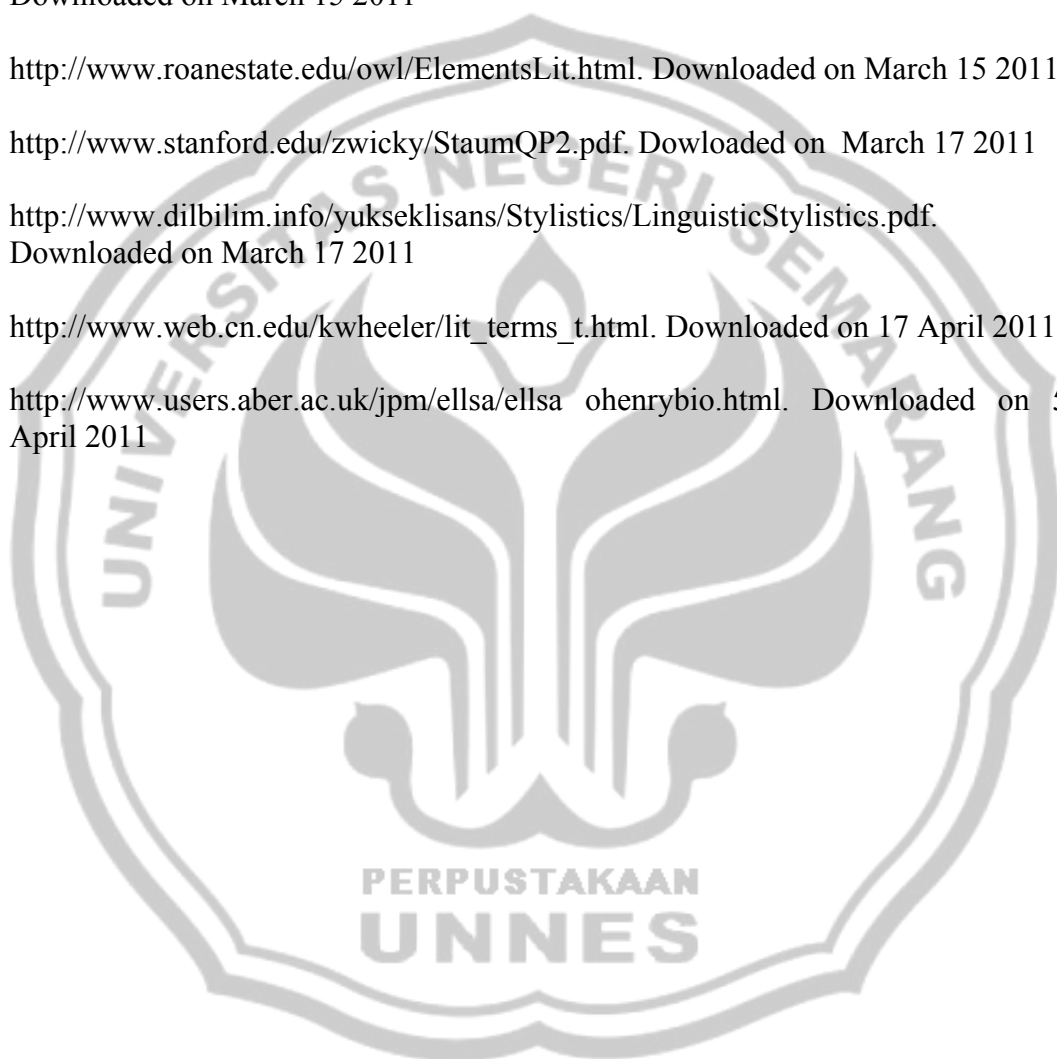 Downloaded on March 15 2011
http://www.roanestate.edu/owl/ElementsLit.html. Downloaded on March 15 2011
http://www.stanford.edu/zwicky/StaumQP2.pdf. Dowloaded on March 17 2011
http://www.dilbilim.info/yukseklisans/Stylistics/LinguisticStylistics.pdf.
Downloaded on March 17 2011
http://www.web.cn.edu/kwheeler/lit_terms_t.html. Downloaded on 17 April 2011
http://www.users.aber.ac.uk/jpm/ellsa/ellsa ohenrybio.html. Downloaded on 5
April 2011
UNIVERSITAS NEGERI SEMARANG
PERPUSTAKAAN
UNNES